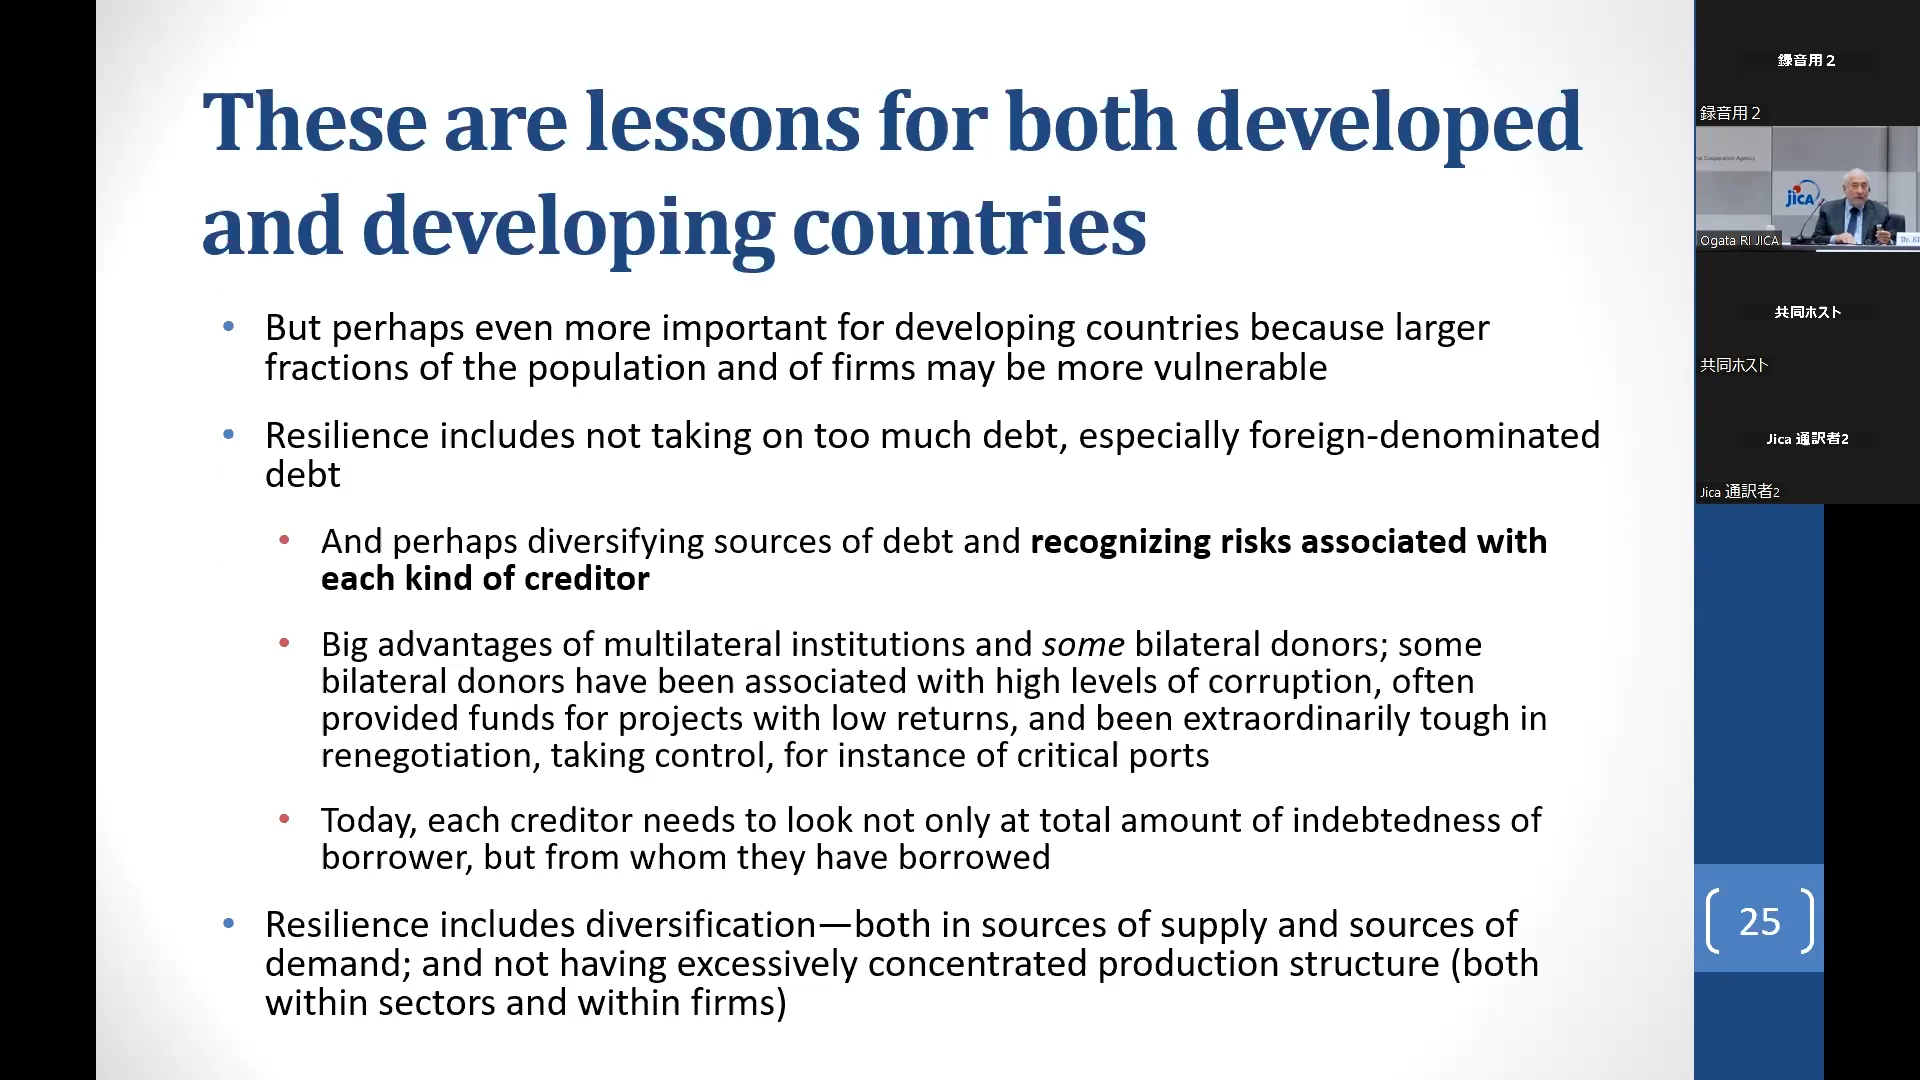 These are lessons for both developed
and developing countries
• But perhaps even more important for developing countries because larger
fractions of the population and of firms may be more vulnerable
• Resilience includes not taking on too much debt, especially foreign-denominated
debt
• And perhaps diversifying sources of debt and recognizing risks associated with
each kind of creditor
• Big advantages of multilateral institutions and some bilateral donors; some
bilateral donors have been associated with high levels of corruption, often
provided funds for projects with low returns, and been extraordinarily tough in
renegotiation, taking control, for instance of critical ports
• Today, each creditor needs to look not only at total amount of indebtedness of
borrower, but from whom they have borrowed
• Resilience includes diversification—both in sources of supply and sources of
demand; and not having excessively concentrated production structure (both
within sectors and within firms)
25
録音用２
録音用２
Cooperation Agency
jICA
Dr.
Ogata RI JICA
共同ホスト
共同ホスト
Jica 通訳者2
Jica 通訳者2